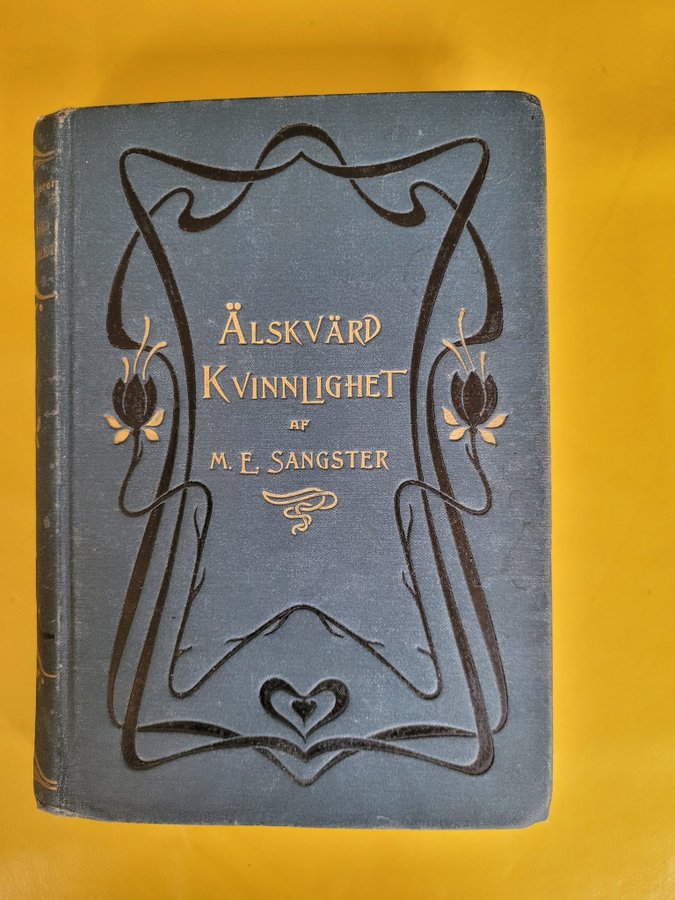 ÄLSKVÄRD
KVINNLIGHET
AF
M. E. SANGSTER